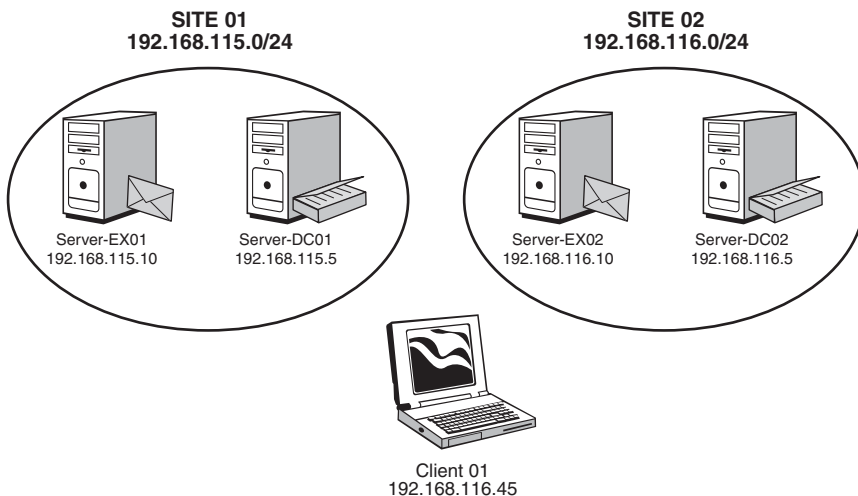 SITE 01
192.168.115.0/24
SITE 02
192.168.116.0/24
Server-EX01
192.168.115.10
Server-DC01
192.168.115.5
Server-EX02
192.168.116.10
Server-DC02
192.168.116.5
Client 01
192.168.116.45